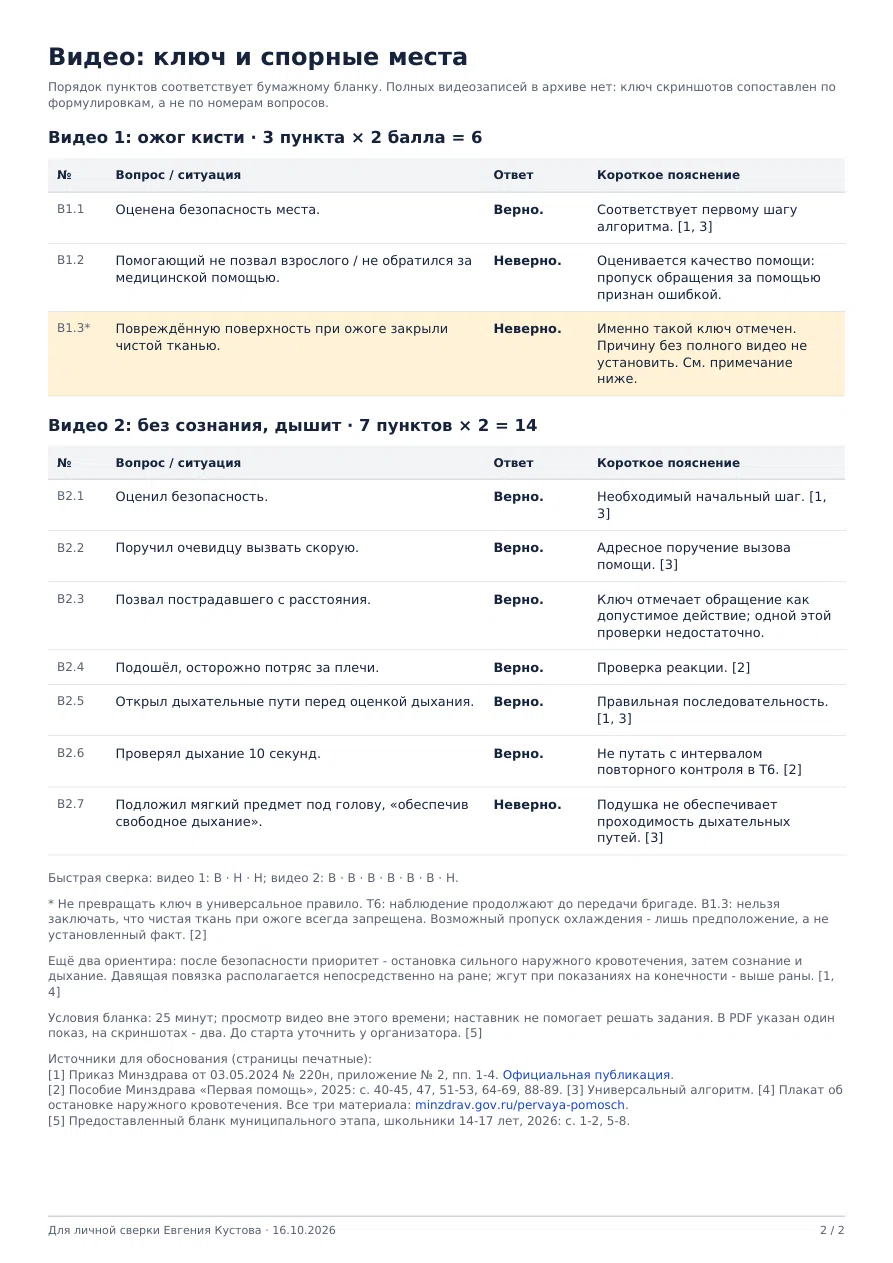 Видео: ключ и спорные места
Порядок пунктов соответствует бумажному бланку. Полных видеозаписей в архиве нет: ключ скриншотов сопоставлен по
формулировкам, а не по номерам вопросов.
Видео 1: ожог кисти · 3 пункта × 2 балла = 6
№ Вопрос / ситуация Ответ Короткое пояснение
В1.1 Оценена безопасность места. Верно. Соответствует первому шагу
алгоритма. [1, 3]
В1.2 Помогающий не позвал взрослого / не обратился за Неверно. Оценивается качество помощи:
медицинской помощью. пропуск обращения за помощью
признан ошибкой.
В1.3* Повреждённую поверхность при ожоге закрыли Неверно. Именно такой ключ отмечен.
чистой тканью. Причину без полного видео не
установить. См. примечание
ниже.
Видео 2: без сознания, дышит · 7 пунктов × 2 = 14
№ Вопрос / ситуация Ответ Короткое пояснение
В2.1 Оценил безопасность. Верно. Необходимый начальный шаг. [1,
3]
В2.2 Поручил очевидцу вызвать скорую. Верно. Адресное поручение вызова
помощи. [3]
В2.3 Позвал пострадавшего с расстояния. Верно. Ключ отмечает обращение как
допустимое действие; одной этой
проверки недостаточно.
В2.4 Подошёл, осторожно потряс за плечи. Верно. Проверка реакции. [2]
В2.5 Открыл дыхательные пути перед оценкой дыхания. Верно. Правильная последовательность.
[1, 3]
В2.6 Проверял дыхание 10 секунд. Верно. Не путать с интервалом
повторного контроля в Т6. [2]
В2.7 Подложил мягкий предмет под голову, «обеспечив Неверно. Подушка не обеспечивает
свободное дыхание». проходимость дыхательных
путей. [3]
Быстрая сверка: видео 1: В · Н · Н; видео 2: В · В · В · В · В · В · Н.
* Не превращать ключ в универсальное правило. Т6: наблюдение продолжают до передачи бригаде. В1.3: нельзя
заключать, что чистая ткань при ожоге всегда запрещена. Возможный пропуск охлаждения - лишь предположение, а не
установленный факт. [2]
Ещё два ориентира: после безопасности приоритет - остановка сильного наружного кровотечения, затем сознание и
дыхание. Давящая повязка располагается непосредственно на ране; жгут при показаниях на конечности - выше раны. [1,
4]
Условия бланка: 25 минут; просмотр видео вне этого времени; наставник не помогает решать задания. В PDF указан один
показ, на скриншотах - два. До старта уточнить у организатора. [5]
Источники для обоснования (страницы печатные):
[1] Приказ Минздрава от 03.05.2024 № 220н, приложение № 2, пп. 1-4. Официальная публикация.
[2] Пособие Минздрава «Первая помощь», 2025: с. 40-45, 47, 51-53, 64-69, 88-89. [3] Универсальный алгоритм. [4] Плакат об
остановке наружного кровотечения. Все три материала: minzdrav.gov.ru/pervaya-pomosch.
[5] Предоставленный бланк муниципального этапа, школьники 14-17 лет, 2026: с. 1-2, 5-8.
Для личной сверки Евгения Кустова · 16.10.2026 2 / 2